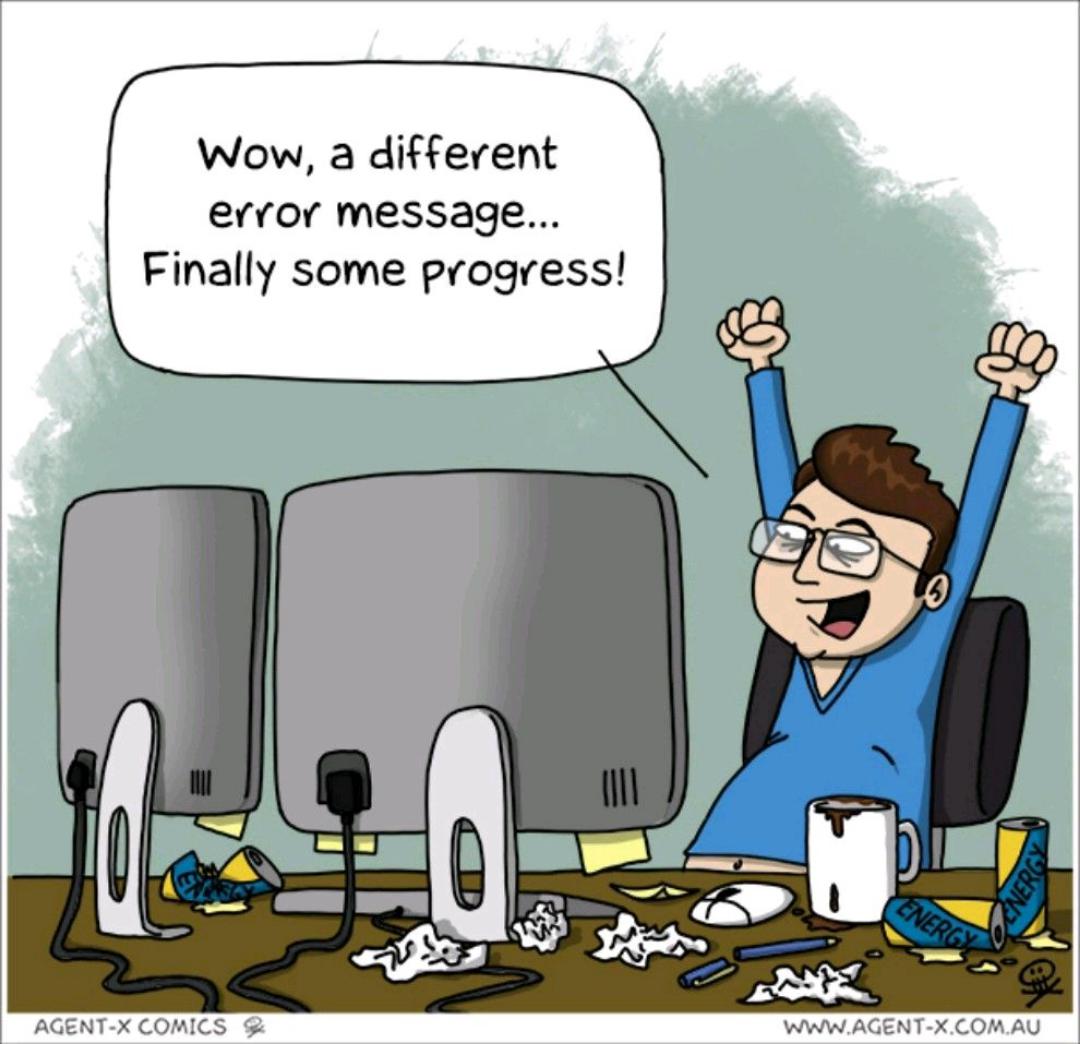 Wow, a different
error message...
Finally some progress!
ENERGY
ENERGY
ENERGY
AGENT-X COMICS
WWW.AGENT-X.COM.AU